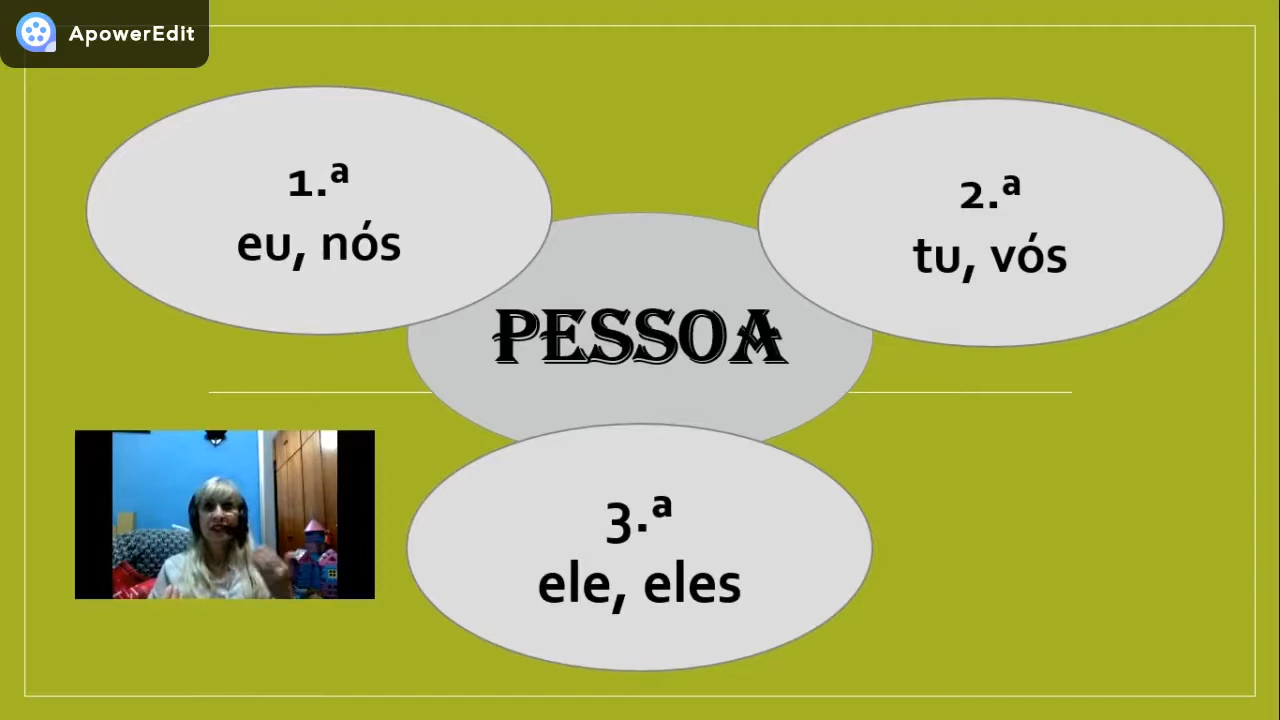 ApowerEdit
1.ª
eu, nós
2.ª
tu, vós
PESSOA
3.ª
ele, eles